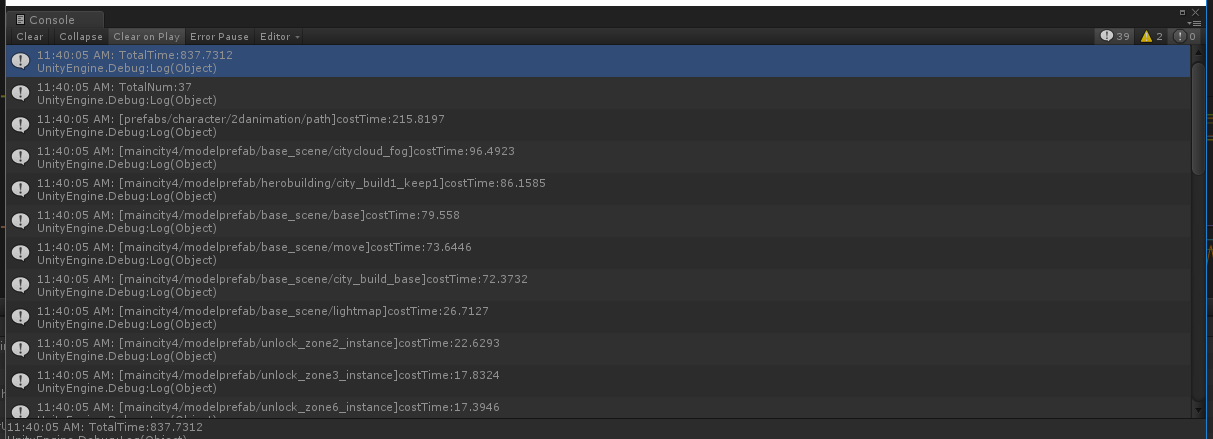 Console
Clear Collapse Clear on Play Error Pause Editor 39 2 0
11:40:05 AM: TotalTime:837.7312
UnityEngine.Debug:Log(Object)
11:40:05 AM: TotalNum:37
UnityEngine.Debug:Log(Object)
11:40:05 AM: [prefabs/character/2danimation/path]costTime:215.8197
UnityEngine.Debug:Log(Object)
11:40:05 AM: [maincity4/modelprefab/base_scene/citycloud_fog]costTime:96.4923
UnityEngine.Debug:Log(Object)
11:40:05 AM: [maincity4/modelprefab/herobuilding/city_build1_keep1]costTime:86.1585
UnityEngine.Debug:Log(Object)
11:40:05 AM: [maincity4/modelprefab/base_scene/base]costTime:79.558
UnityEngine.Debug:Log(Object)
11:40:05 AM: [maincity4/modelprefab/base_scene/move]costTime:73.6446
UnityEngine.Debug:Log(Object)
11:40:05 AM: [maincity4/modelprefab/base_scene/city_build_base]costTime:72.3732
UnityEngine.Debug:Log(Object)
11:40:05 AM: [maincity4/modelprefab/base_scene/lightmap]costTime:26.7127
UnityEngine.Debug:Log(Object)
11:40:05 AM: [maincity4/modelprefab/unlock_zone2_instance]costTime:22.6293
UnityEngine.Debug:Log(Object)
11:40:05 AM: [maincity4/modelprefab/unlock_zone3_instance]costTime:17.8324
UnityEngine.Debug:Log(Object)
11:40:05 AM: [maincity4/modelprefab/unlock_zone6_instance]costTime:17.3946
UnityEngine.Debug:Log(Object)
11:40:05 AM: TotalTime:837.7312
UnityEngine.Debug:Log(Object)